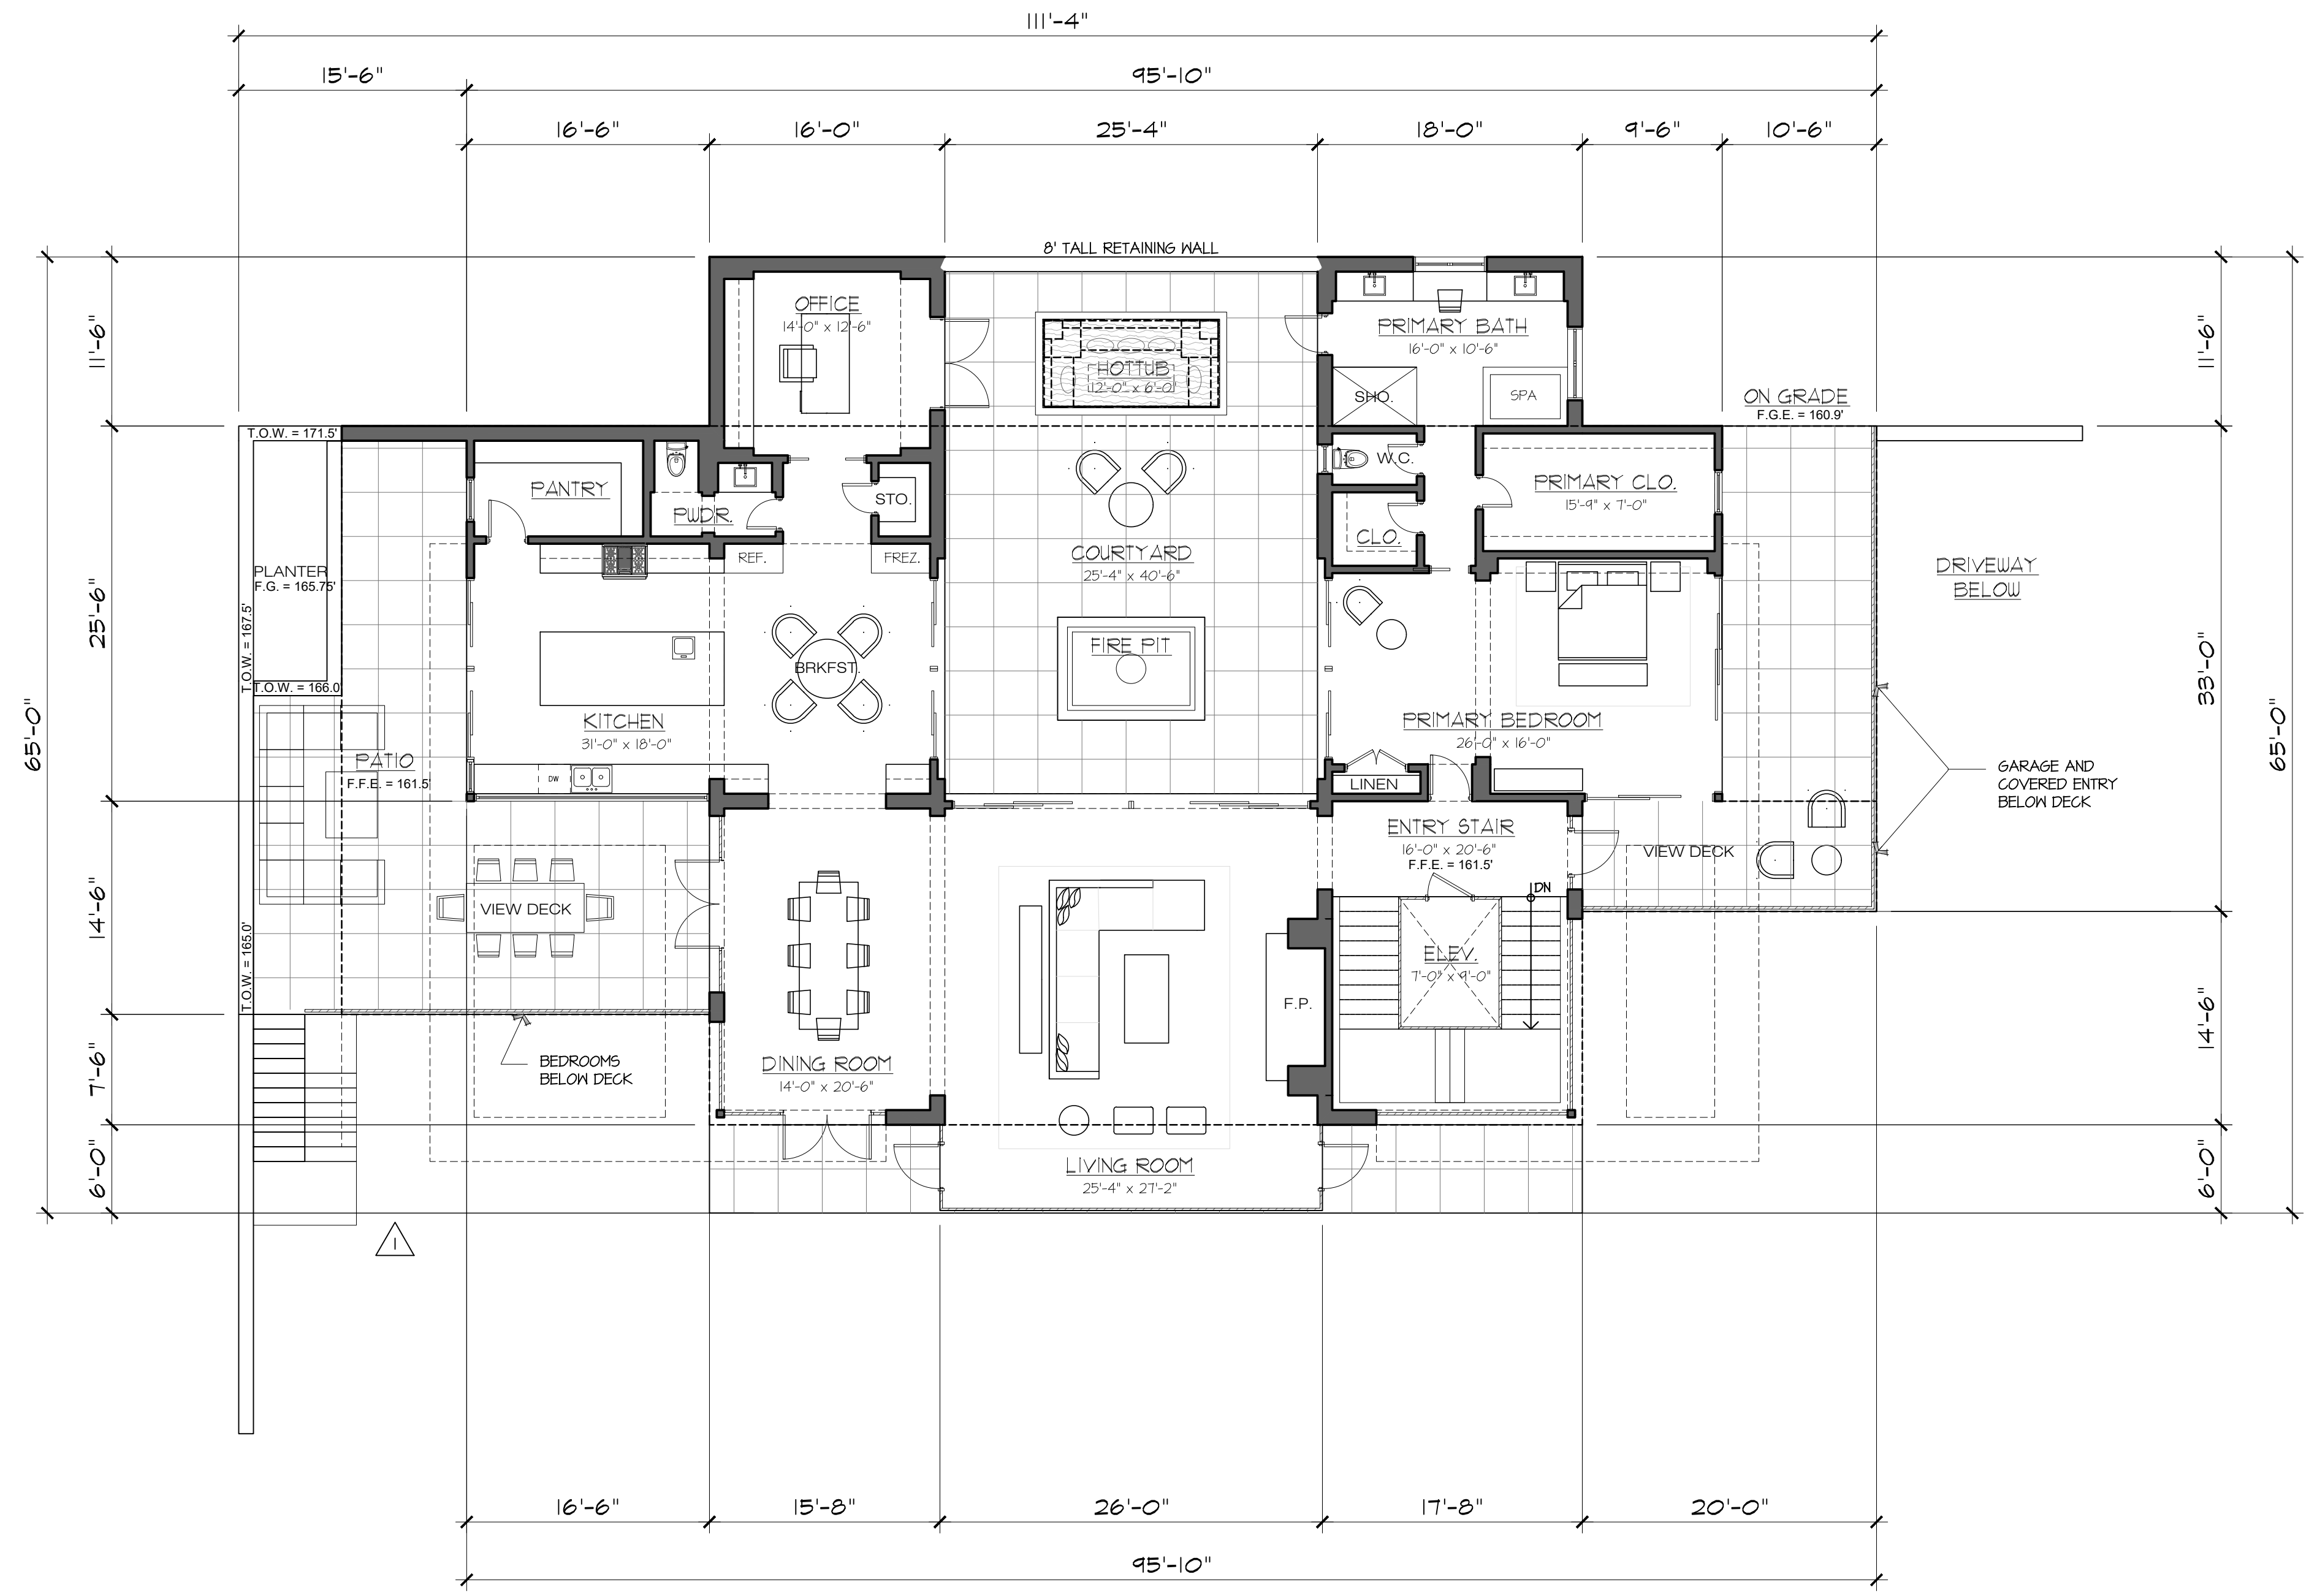 111'-4"
15'-6"
95'-10"
16'-6"
16'-0"
25'-4"
18'-0"
9'-6"
10'-6"
8' TALL RETAINING WALL
OFFICE
14'-0" x 12'-6"
HOTTUB
12'-0" x 6'-0"
PRIMARY BATH
16'-0" x 10'-6"
SHO.
SPA
ON GRADE
F.G.E. = 160.9'
11'-6"
11'-6"
T.O.W. = 171.5'
PANTRY
PWDR.
STO.
W.C.
CLO.
PRIMARY CLO.
15'-9" x 7'-0"
REF.
FREZ.
COURTYARD
25'-4" x 40'-6"
PLANTER
F.G. = 165.75'
DRIVEWAY
BELOW
25'-6"
T.O.W. = 167.5'
T.O.W. = 166.0'
BRKFST.
FIRE PIT
33'-0"
65'-0"
65'-0"
KITCHEN
31'-0" x 18'-0"
PRIMARY BEDROOM
26'-0" x 16'-0"
PATIO
F.F.E. = 161.5'
DW
LINEN
GARAGE AND
COVERED ENTRY
BELOW DECK
ENTRY STAIR
16'-0" x 20'-6"
F.F.E. = 161.5'
VIEW DECK
DN
14'-6"
T.O.W. = 165.0'
VIEW DECK
ELEV.
7'-0" x 9'-0"
F.P.
14'-6"
BEDROOMS
BELOW DECK
DINING ROOM
14'-0" x 20'-6"
7'-6"
LIVING ROOM
25'-4" x 27'-2"
6'-0"
6'-0"
1
16'-6"
15'-8"
26'-0"
17'-8"
20'-0"
95'-10"